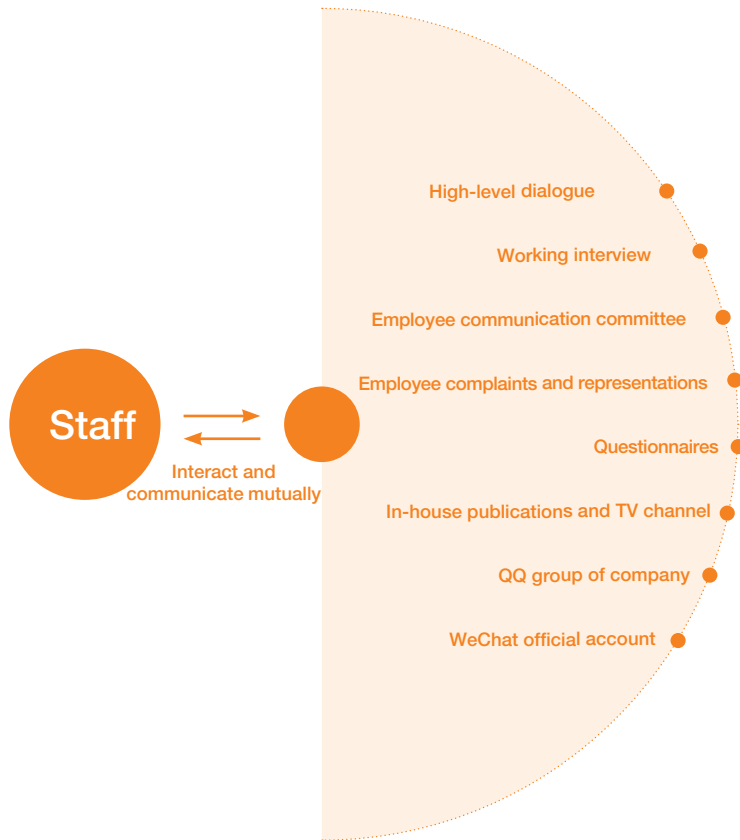 High-level dialogue
Working interview
Employee communication committee
Employee complaints and representations
Staff
Questionnaires
Interact and
communicate mutually
In-house publications and TV channel
QQ group of company
WeChat official account